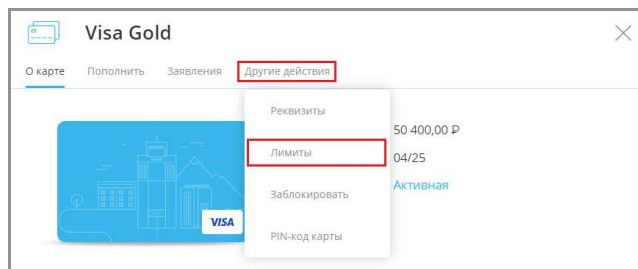 Visa Gold
О карте Пополнить Заявления Другие действия
Реквизиты
50 400,00 ₽
Лимиты
04/25
Заблокировать
Активная
VISA
PIN-код карты